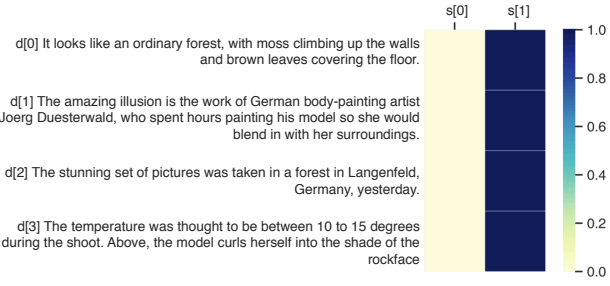 s[0] s[1]
d[0] It looks like an ordinary forest, with moss climbing up the walls
and brown leaves covering the floor.
d[1] The amazing illusion is the work of German body-painting artist
Joerg Duesterwald, who spent hours painting his model so she would
blend in with her surroundings.
d[2] The stunning set of pictures was taken in a forest in Langenfeld,
Germany, yesterday.
d[3] The temperature was thought to be between 10 to 15 degrees
during the shoot. Above, the model curls herself into the shade of the
rockface
1.0
0.8
0.6
0.4
0.2
0.0